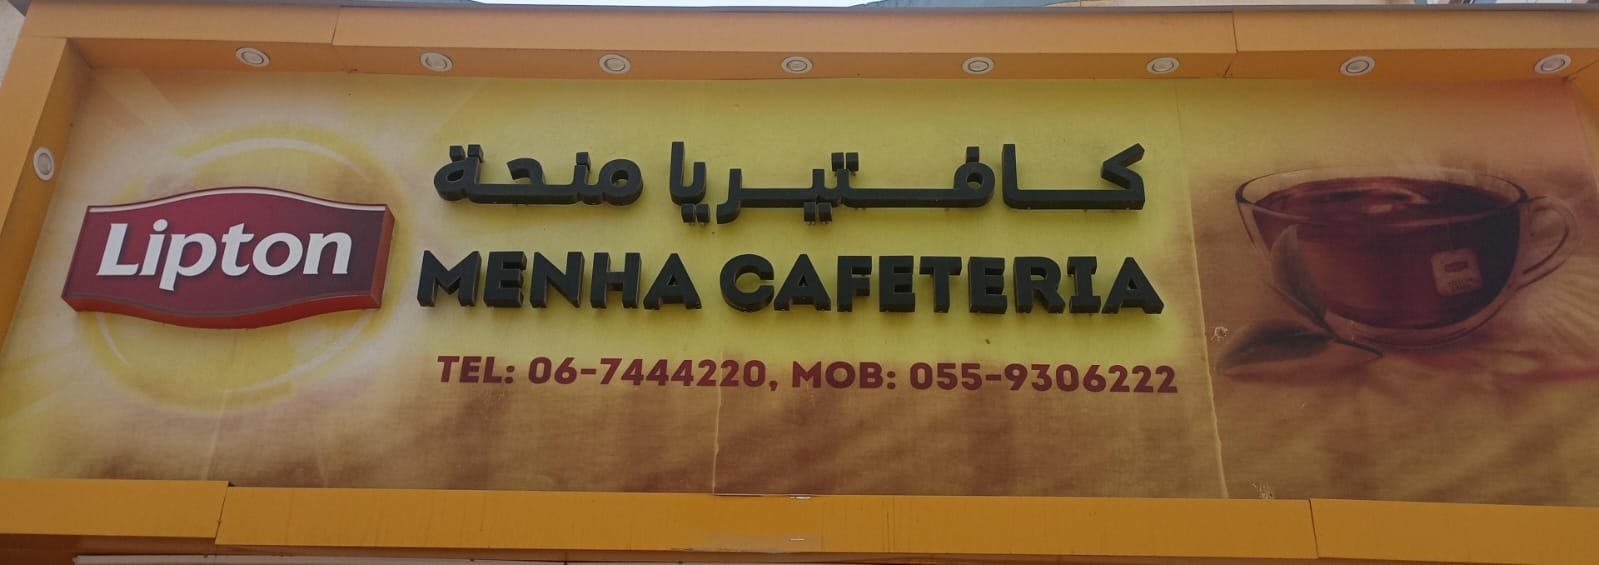 Lipton
كافتيريا منحة
MENHA CAFETERIA
TEL: 06-7444220, MOB: 055-9306222